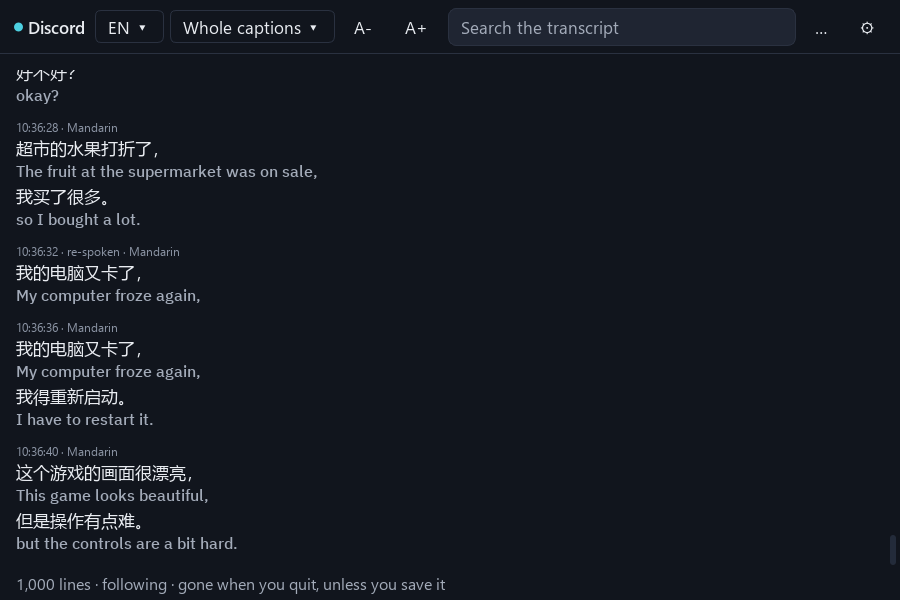 Discord EN ▼ Whole captions ▼ A- A+ Search the transcript ...
好不好?
okay?
10:36:28 · Mandarin
超市的水果打折了,
The fruit at the supermarket was on sale,
我买了很多。
so I bought a lot.
10:36:32 · re-spoken · Mandarin
我的电脑又卡了,
My computer froze again,
10:36:36 · Mandarin
我的电脑又卡了,
My computer froze again,
我得重新启动。
I have to restart it.
10:36:40 · Mandarin
这个游戏的画面很漂亮,
This game looks beautiful,
但是操作有点难。
but the controls are a bit hard.
1,000 lines · following · gone when you quit, unless you save it